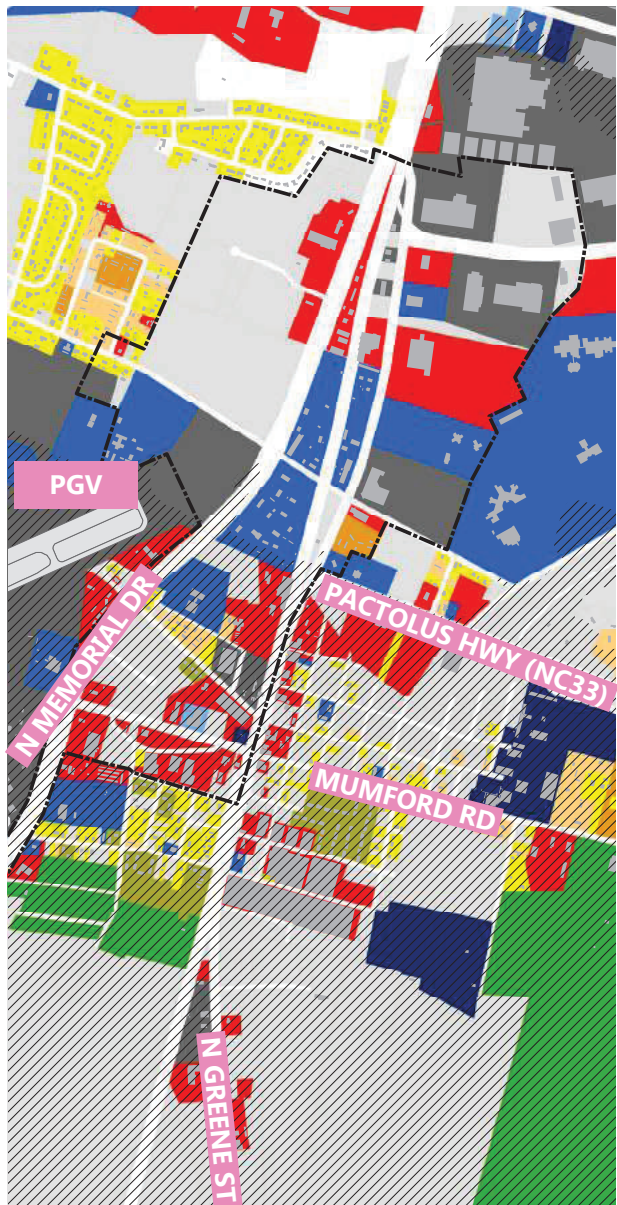 PGV
N MEMORIAL DR
PACTOLUS HWY (NC33)
MUMFORD RD
N GREENE ST